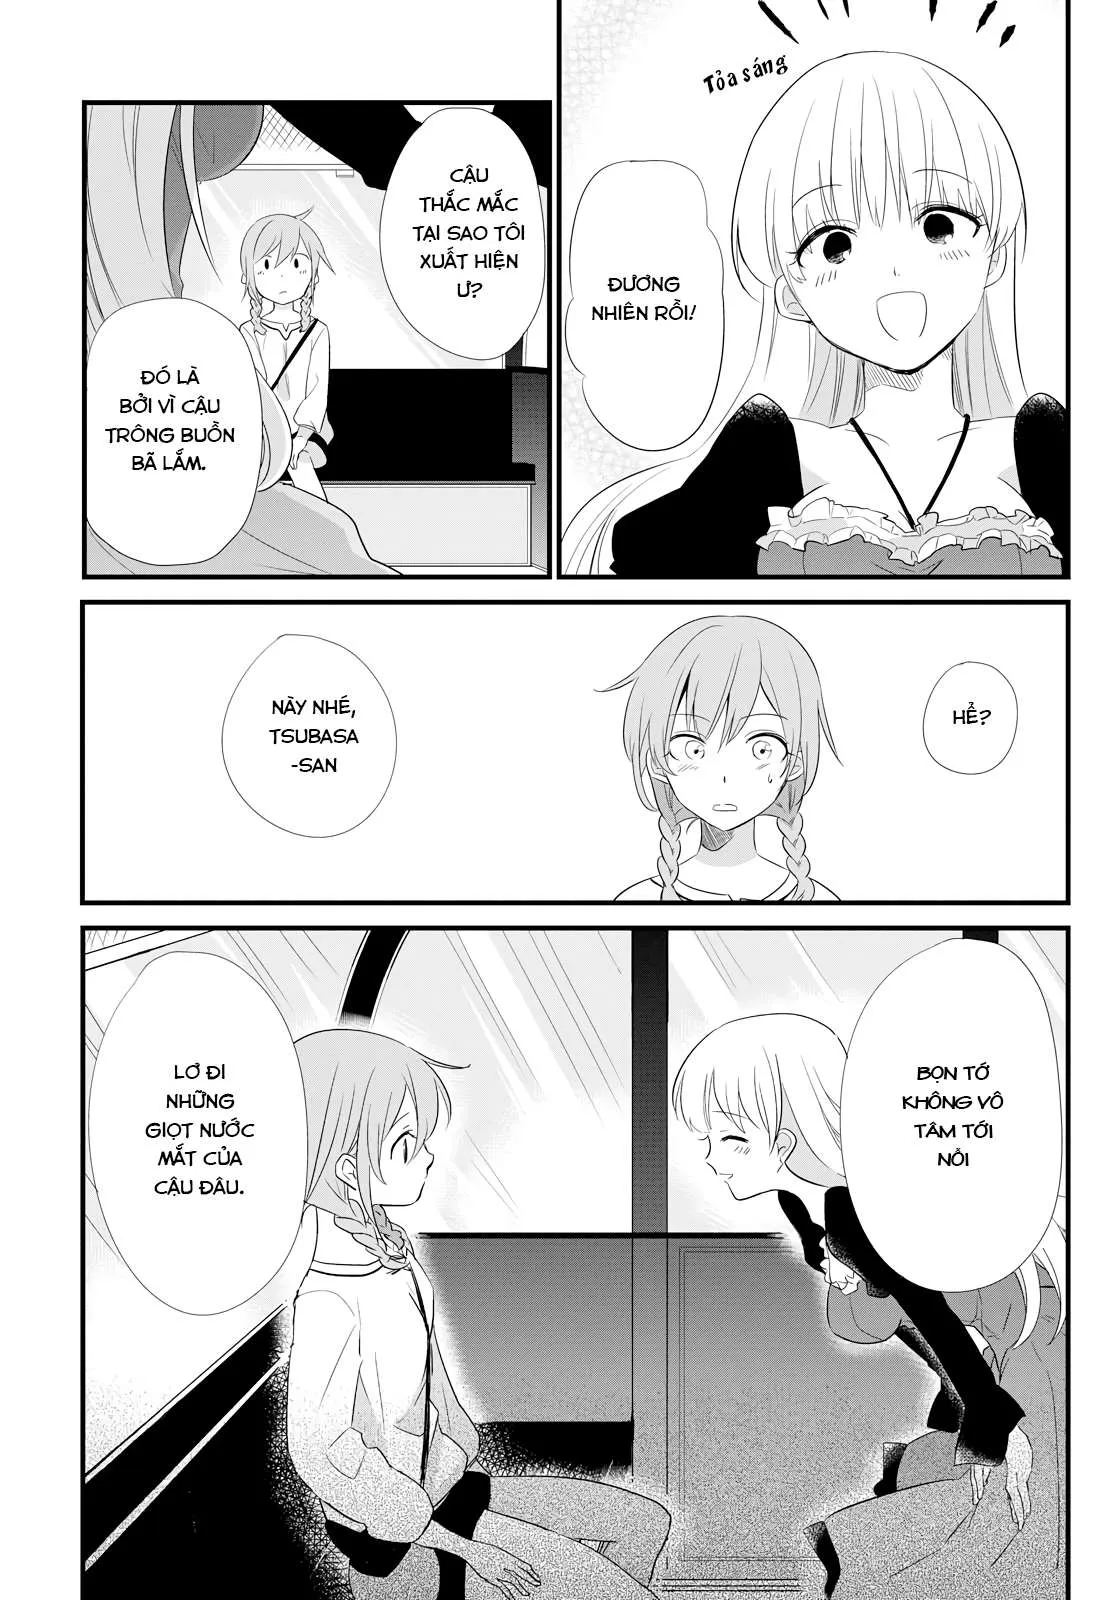 Tỏa sáng
ĐƯƠNG
NHIÊN RỒI!
CẬU
THẮC MẮC
TẠI SAO TÔI
XUẤT HIỆN
Ư?
ĐÓ LÀ
BỞI VÌ CẬU
TRÔNG BUỒN
BÃ LẮM.
HỂ?
NÀY NHÉ,
TSUBASA
-SAN
BỌN TỚ
KHÔNG VÔ
TÂM TỚI
NỖI
LƠ ĐI
NHỮNG
GIỌT NƯỚC
MẮT CỦA
CẬU ĐÂU.